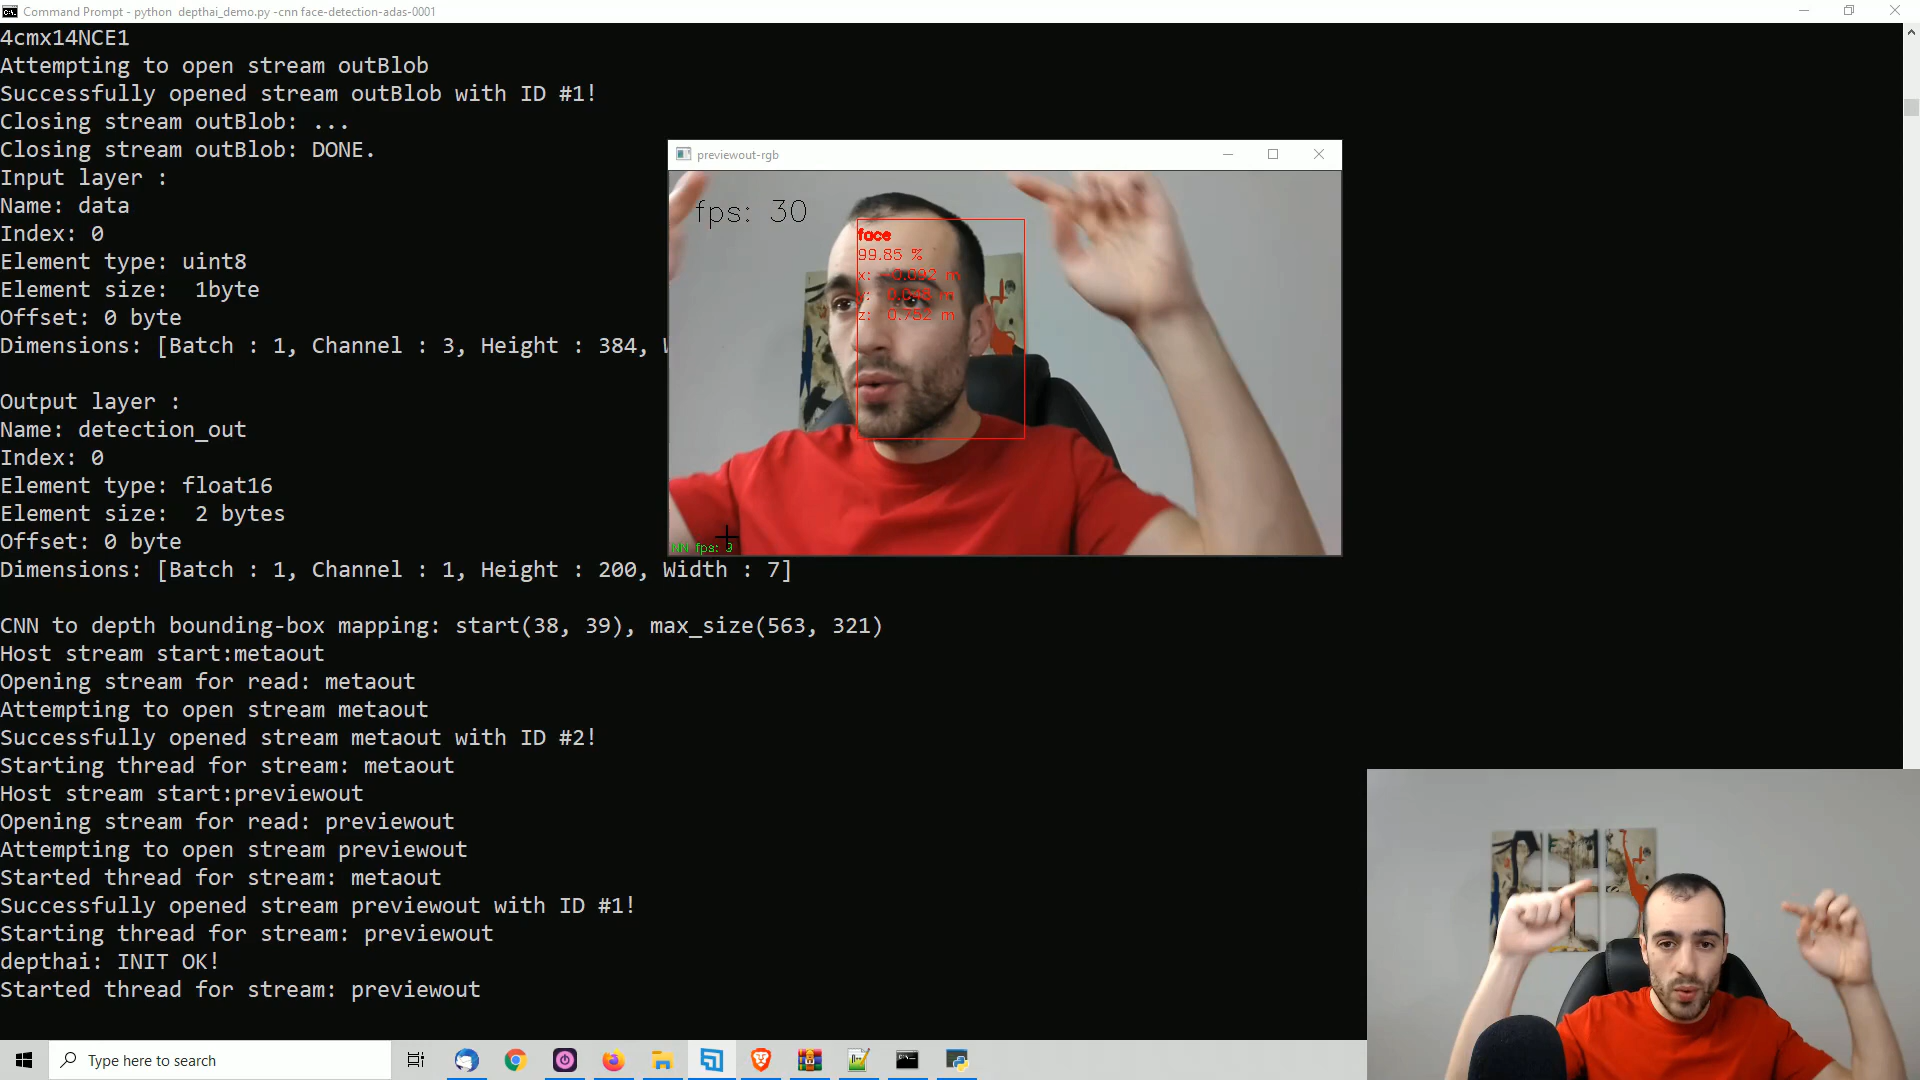 Command Prompt - python  depthai_demo.py -cnn face-detection-adas-0001
4cmx14NCE1
Attempting to open stream outBlob
Successfully opened stream outBlob with ID #1!
Closing stream outBlob: ...
Closing stream outBlob: DONE.
Input layer :
Name: data
Index: 0
Element type: uint8
Element size:  1byte
Offset: 0 byte
Dimensions: [Batch : 1, Channel : 3, Height : 384,
Output layer :
Name: detection_out
Index: 0
Element type: float16
Element size:  2 bytes
Offset: 0 byte
Dimensions: [Batch : 1, Channel : 1, Height : 200, Width : 7]
CNN to depth bounding-box mapping: start(38, 39), max_size(563, 321)
Host stream start:metaout
Opening stream for read: metaout
Attempting to open stream metaout
Successfully opened stream metaout with ID #2!
Starting thread for stream: metaout
Host stream start:previewout
Opening stream for read: previewout
Attempting to open stream previewout
Started thread for stream: metaout
Successfully opened stream previewout with ID #1!
Starting thread for stream: previewout
depthai: INIT OK!
Started thread for stream: previewout
previewout-rgb
fps: 30
face
99.85 %
x: -0.092 m
y: m
z: 0.752 m
NN fps:
Type here to search